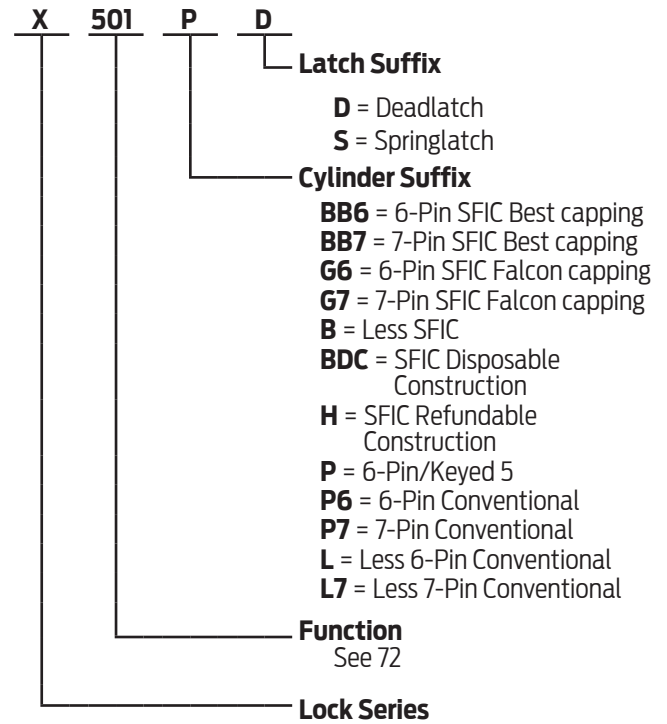 X 501 P D
Latch Suffix
D = Deadlatch
S = Springlatch
Cylinder Suffix
BB6 = 6-Pin SFIC Best capping
BB7 = 7-Pin SFIC Best capping
G6 = 6-Pin SFIC Falcon capping
G7 = 7-Pin SFIC Falcon capping
B = Less SFIC
BDC = SFIC Disposable
Construction
H = SFIC Refundable
Construction
P = 6-Pin/Keyed 5
P6 = 6-Pin Conventional
P7 = 7-Pin Conventional
L = Less 6-Pin Conventional
L7 = Less 7-Pin Conventional
Function
See 72
Lock Series